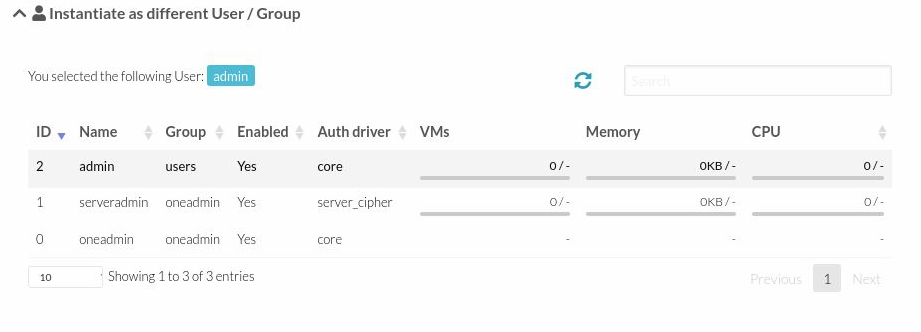 Instantiate as different User / Group
You selected the following User: admin
Search
ID Name Group Enabled Auth driver VMs Memory CPU
2 admin users Yes core 0 / - 0KB / - 0 / -
1 serveradmin oneadmin Yes server_cipher 0 / - 0KB / - 0 / -
0 oneadmin oneadmin Yes core - - -
10 Showing 1 to 3 of 3 entries Previous 1 Next